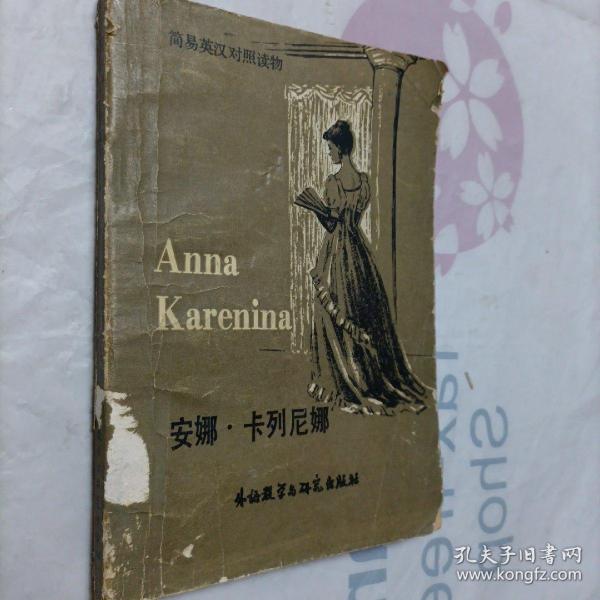 简易英汉对照读物
Anna
Karenina
安娜·卡列尼娜
外语教学与研究出版社
Shop
孔夫子旧书网
www.kongfz.com